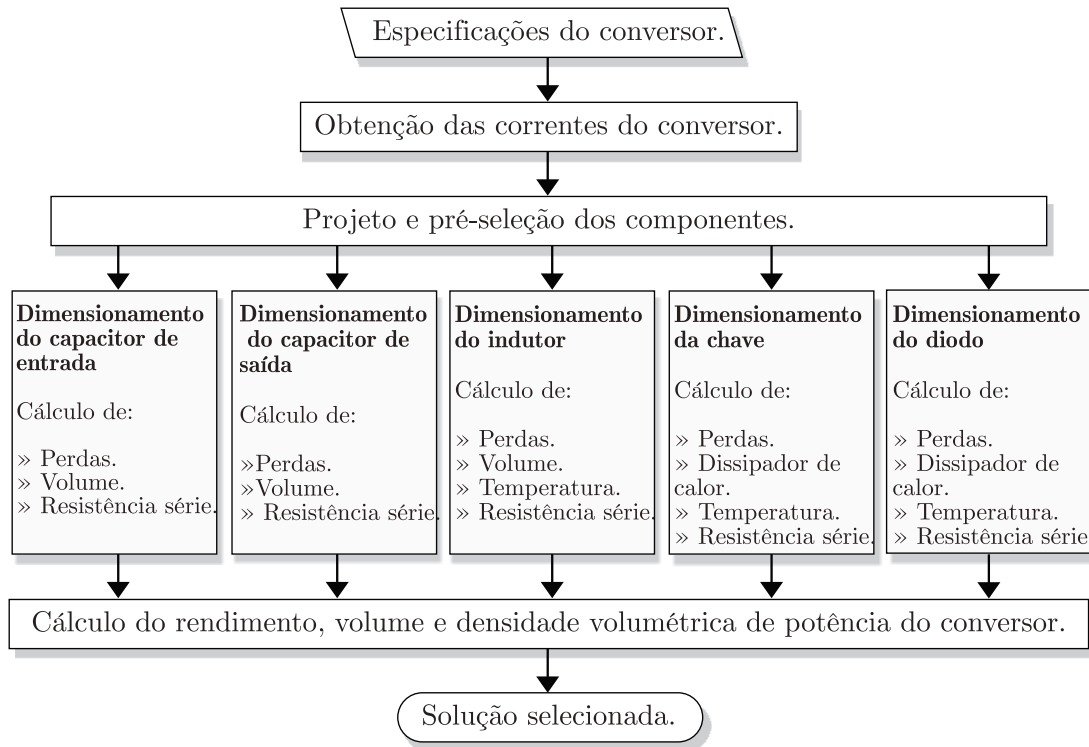 Especificações do conversor.
Obtenção das correntes do conversor.
Projeto e pré-seleção dos componentes.
Dimensionamento
do capacitor de
entrada
Cálculo de:
» Perdas.
» Volume.
» Resistência série.
Dimensionamento
do capacitor de
saída
Cálculo de:
»Perdas.
»Volume.
» Resistência série.
Dimensionamento
do indutor
Cálculo de:
» Perdas.
» Volume.
» Temperatura.
» Resistência série.
Dimensionamento
da chave
Cálculo de:
» Perdas.
» Dissipador de
calor.
» Temperatura.
» Resistência série.
Dimensionamento
do diodo
Cálculo de:
» Perdas.
» Dissipador de
calor.
» Temperatura.
» Resistência série
Cálculo do rendimento, volume e densidade volumétrica de potência do conversor.
Solução selecionada.